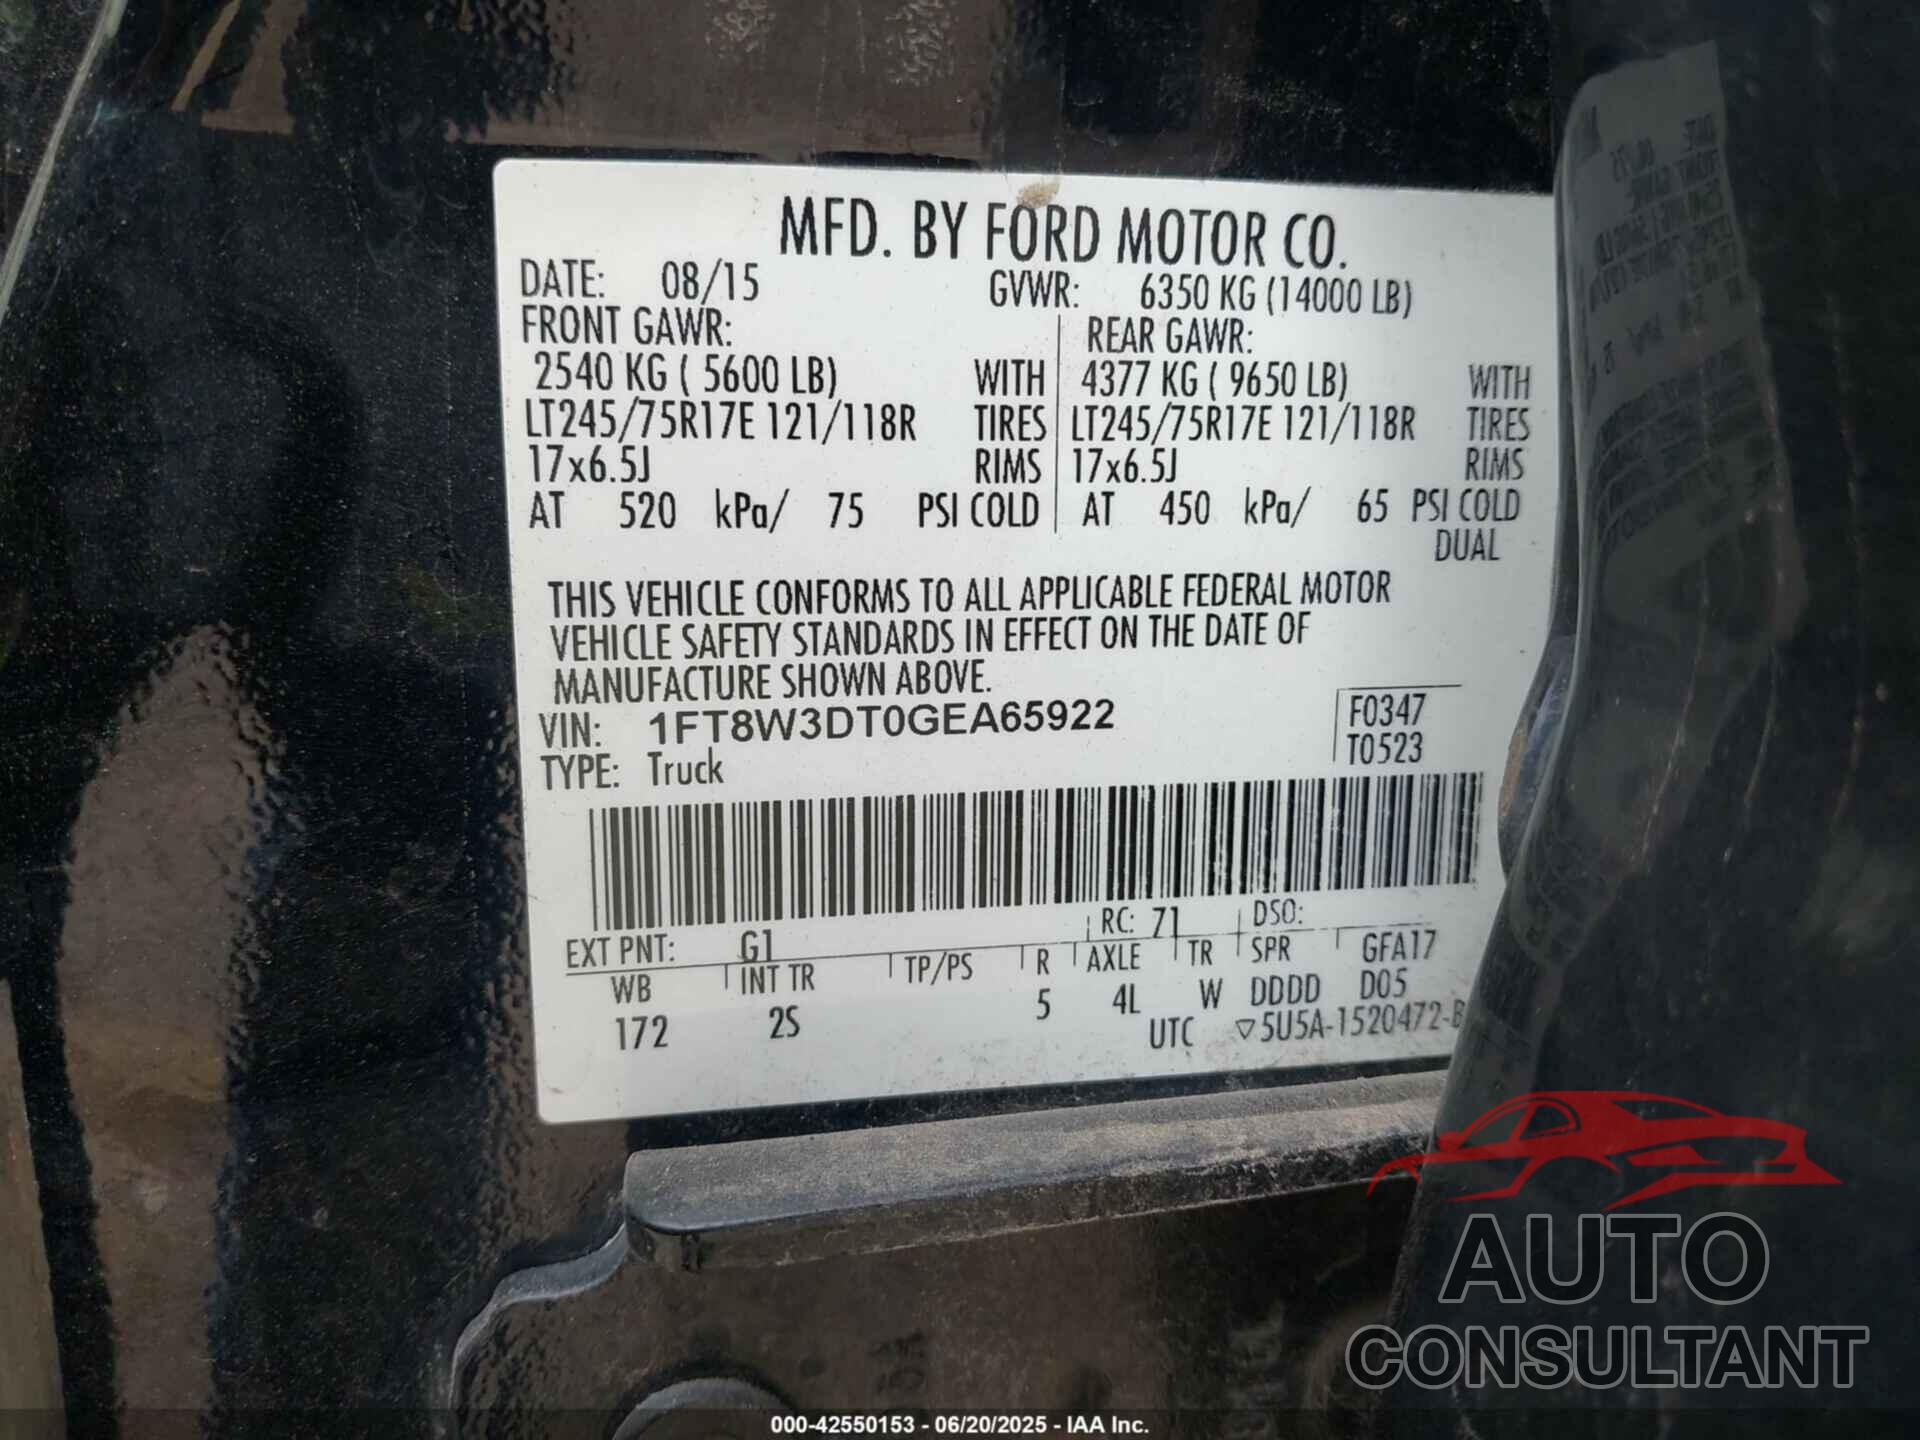 MFD. BY FORD MOTOR CO.
DATE: 08/15 GVWR: 6350 KG (14000 LB)
FRONT GAWR: REAR GAWR:
2540 KG ( 5600 LB) WITH 4377 KG ( 9650 LB) WITH
LT245/75R17E 121/118R TIRES LT245/75R17E 121/118R TIRES
17x6.5J RIMS 17x6.5J RIMS
AT 520 kPa/ 75 PSI COLD AT 450 kPa/ 65 PSI COLD
DUAL
THIS VEHICLE CONFORMS TO ALL APPLICABLE FEDERAL MOTOR
VEHICLE SAFETY STANDARDS IN EFFECT ON THE DATE OF
MANUFACTURE SHOWN ABOVE.
VIN: 1FT8W3DT0GEA65922 F0347
TYPE: Truck T0523
EXT PNT: G1 RC: 71 DSO:
WB INT TR TP/PS R AXLE TR SPR GFA17
172 2S 5 4L W DDDD D05
UTC ▽5U5A-1520472-B
AUTO
CONSULTANT
000-42550153 - 06/20/2025 - IAA Inc.